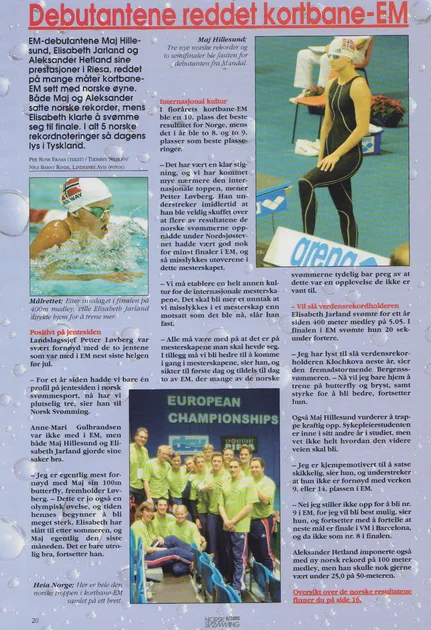 Debutantene reddet kortbane-EM
EM-debutantene Maj Hille-
sund, Elisabeth Jarland og
Aleksander Hetland sine
prestasjoner i Riesa, reddet
på mange måter kortbane-
EM sett med norske øyne.
Både Maj og Aleksander
satte norske rekorder, mens
Elisabeth klarte å svømme
seg til finale. I alt 5 norske
rekordnoteringer så dagens
lys i Tyskland.
Målrettet: Etter innslaget i finalen på
400m medley, ville Elisabeth Jarland
skryte hjem for å trene mer.
Positivt på jentesiden
Landslagssjef Petter Løvberg var
svært fornøyd med de to jentene
som var med i EM nest siste helgen
før jul.
– For et år siden hadde vi bare én
profil på jentesiden i norsk
svømmesport, nå har vi
plutselig tre, sier han til
Norsk Svømming.
Anne-Mari Gulbrandsen
var ikke med i EM, men
både Maj Hillesund og Eli-
sabeth Jarland gjorde sine
saker bra.
– Jeg er egentlig mest for-
nøyd med Maj sin 100m
butterfly, fremholder Løv-
berg. – Dette er jo også en
olympisk øvelse, og tiden
hennes begynner å bli
meget sterk. Elisabeth har
slått til etter sommeren, og
Maj egentlig den siste
måneden. Det er bare utro-
lig bra, fortsetter han.
Heia Norge; Her er hele den
norske troppen i kortbane-EM
samlet på ett brett.
Maj Hillesund;
Tre nye norske rekorder og
to semifinaler ble fasiten for
debutanten fra Mandal.
Internasjonal kultur
I fjorårets kortbane-EM
ble en 10. plass det beste
resultatet for Norge, mens
det i år ble to 8. og to 9.
plasser som beste plasse-
ringer.
– Det har vært en klar stig-
ning, og vi har kommet
nye nærmere den inter-
nasjonale toppen, mener
Petter Løvberg. Han un-
derstreker imidlertid at
han ble veldig skuffet over
at flere av resultatene de
norske svømmerne opp-
nådde under Nordsjøstev-
net hadde vært god nok
for minst finaler i EM, og
så mislykkes utøverene i
dette mesterskapet.
– Vi må etablere en helt annen kul-
tur for de internasjonale mesterska-
pene. Det skal bli mer et unntak at
vi mislykkes i et mesterskap enn
motsatt som det ble nå, slår han
fast.
– Alle må være med på at det er på
mesterskapene man skal hevde seg.
I tillegg må vi bli bedre til å komme
i gang i mesterskapene, sier han, og
sikter til første dag og tildels til dag
to av EM, der mange av de norske
svømmerne tydelig bar preg av at
dette var en opplevelse de ikke er
vant til.
– Vil slå verdensrekordholderen
Elisabeth Jarland svømte for ett år
siden 400 meter medley på 5.05. I
finalen i EM svømte hun 20 sek-
under fortere.
– Jeg har lyst til slå verdensrekor-
dholderen Klochkova neste år, sier
den fremadstormende Bergens-
svømmeren. – Nå vil jeg bare hjem å
trene på butterfly og bryst, samt
styrke for å bli bedre, fortsetter
hun.
Også Maj Hillesund vurderer å trap-
pe kraftig opp. Sykepleierstudenten
er inne i sitt andre år i studiet, men
vet ikke helt hvordan den videre
veien skal bli.
– Jeg er kjempemotivert til å satse
skikkelig, sier hun, og understreker
at hun ikke er fornøyd med verken
9. eller 14. plassen i EM.
– Nei jeg stiller ikke opp for å bli nr.
9 i EM, for jeg vil bli best mulig, sier
hun, og fortsetter med å fortelle at
neste mål er finale i VM i Barcelona,
og da ikke som nr. 8 i finalen.
Aleksander Hetland imponerte også
med ny norsk rekord på 100 meter
medley, men han skulle nok gjerne
vært under 25,0 på 50-meteren.
Oversikt over de norske resultatene
finner du på side 16.
arena
EUROPEAN
CHAMPIONSHIPS
20
NORSK
SVØMMING